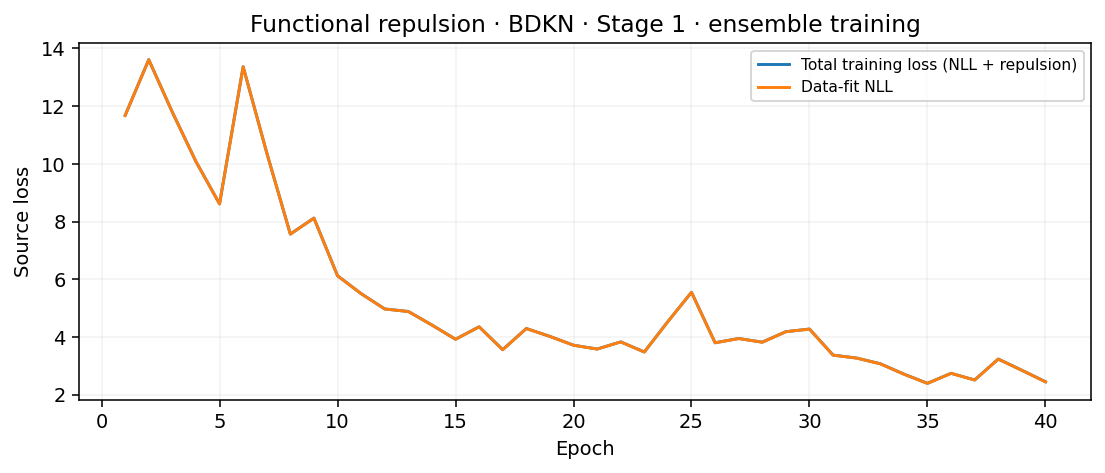 Functional repulsion · BDKN · Stage 1 · ensemble training
Total training loss (NLL + repulsion)
Data-fit NLL
14
12
10
8
6
4
2
Source loss
0 5 10 15 20 25 30 35 40
Epoch